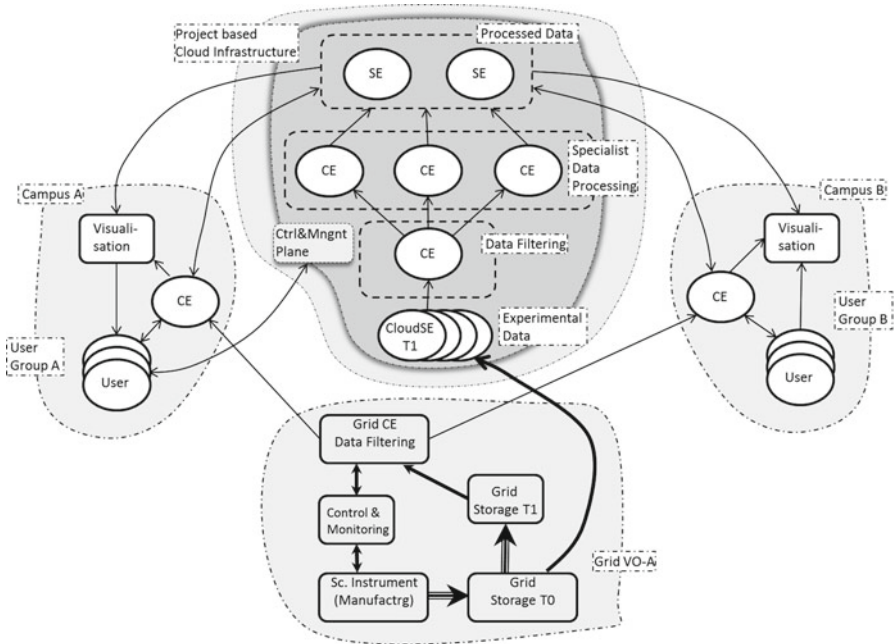 Project based
Cloud Infrastructure
Processed Data
SE
SE
CE
CE
CE
Specialist
Data
Processing
Campus A
Campus B
Visuali-
sation
Ctrl&Mngnt
Plane
CE
Data Filtering
Visuali-
sation
CE
CE
User
Group A
User
CloudSE
T1
Experimental
Data
User
Group B
User
Grid CE
Data Filtering
Grid
Storage T1
Control &
Monitoring
Grid VO-A
Sc. Instrument
(Manufactrg)
Grid
Storage T0